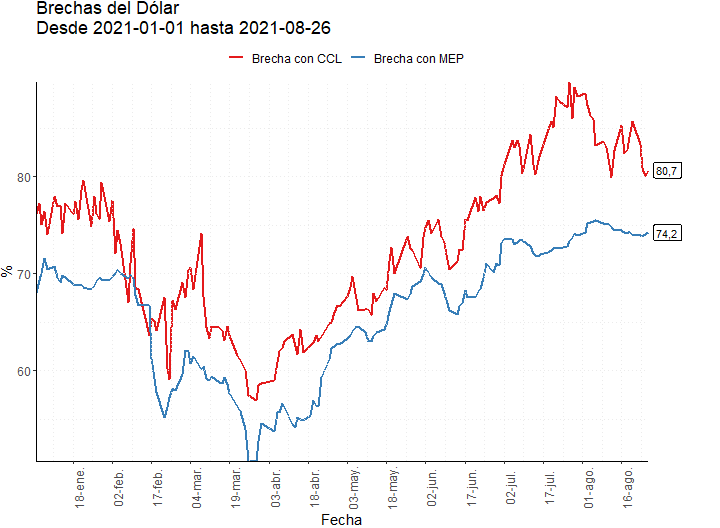 Brechas del Dólar
Desde 2021-01-01 hasta 2021-08-26
Brecha con CCL Brecha con MEP
%
80
70
60
80,7
74,2
18-ene.
02-feb.
17-feb.
04-mar.
19-mar.
03-abr.
18-abr.
03-may.
18-may.
02-jun.
17-jun.
02-jul.
17-jul.
01-ago.
16-ago.
Fecha